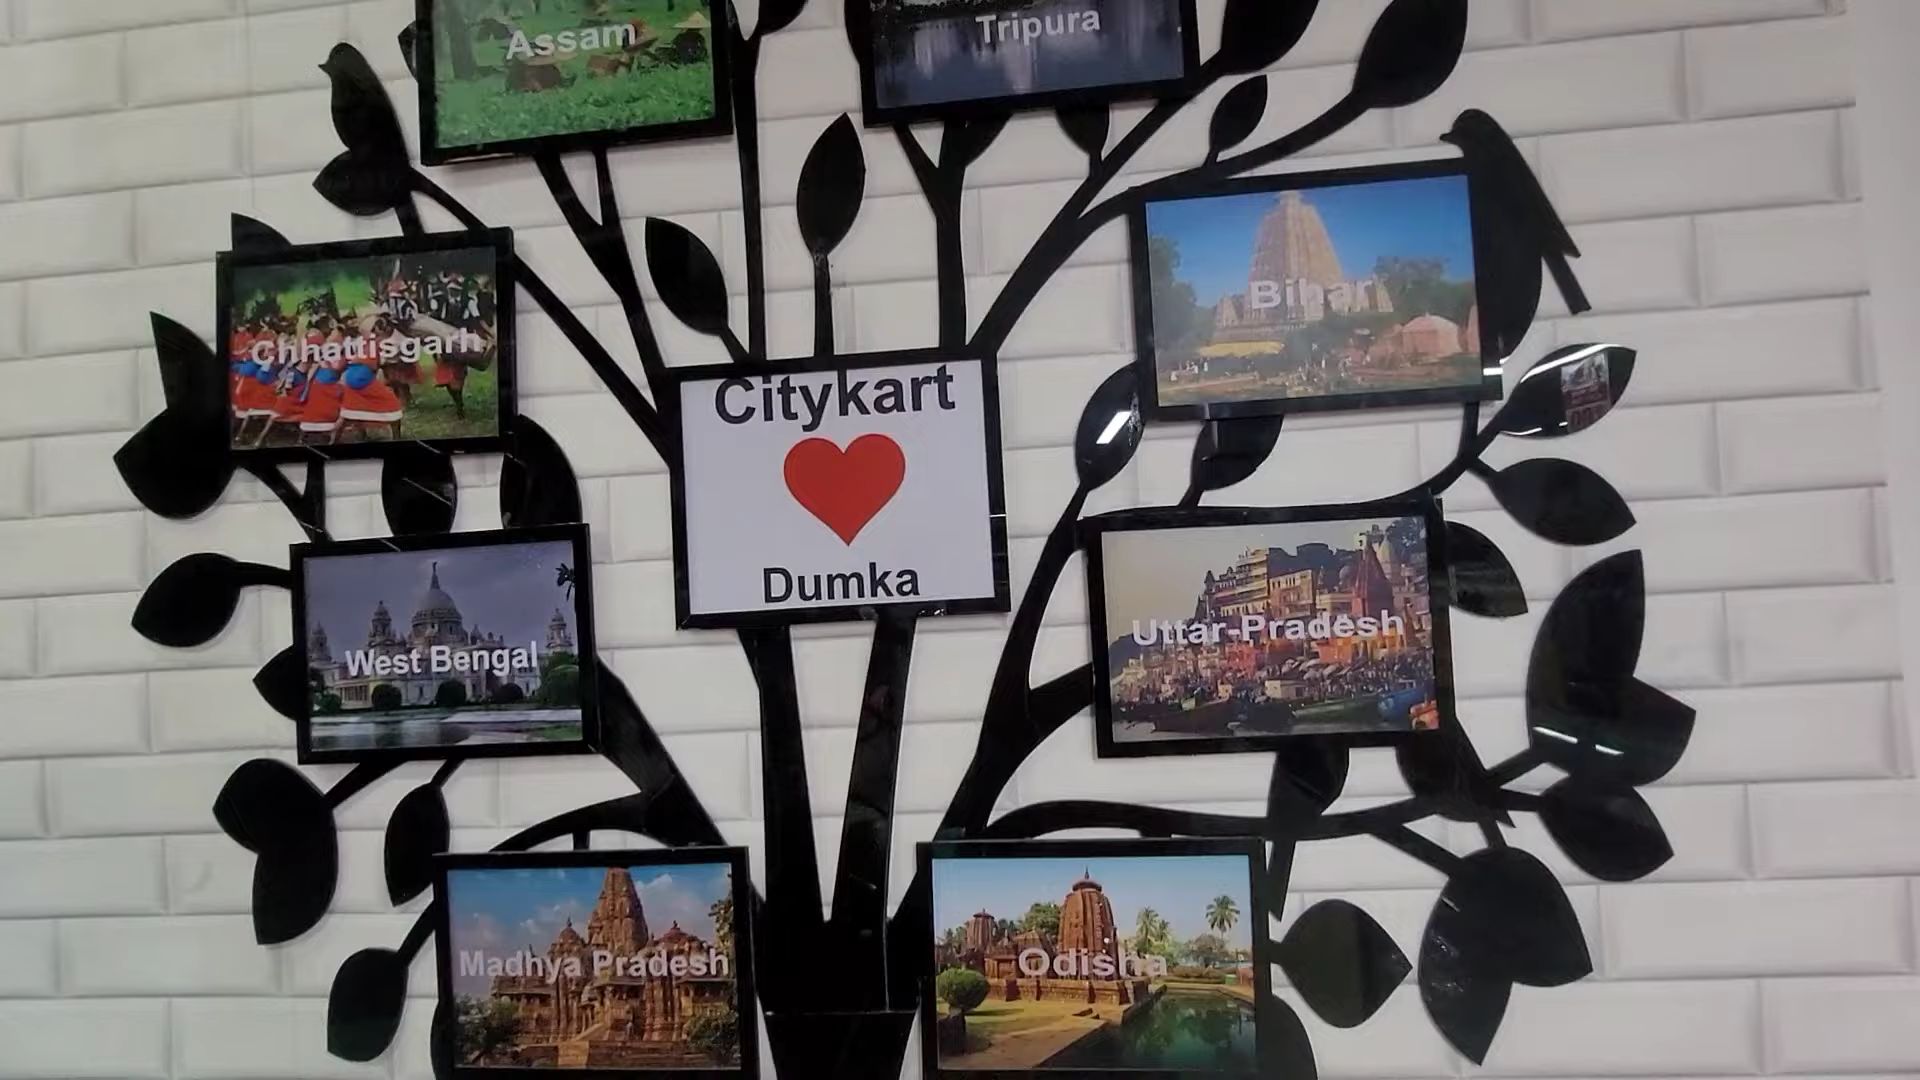 Assam
Tripura
Chhattisgarh
Bihar
Citykart
Dumka
West Bengal
Uttar-Pradesh
Madhya Pradesh
Odisha